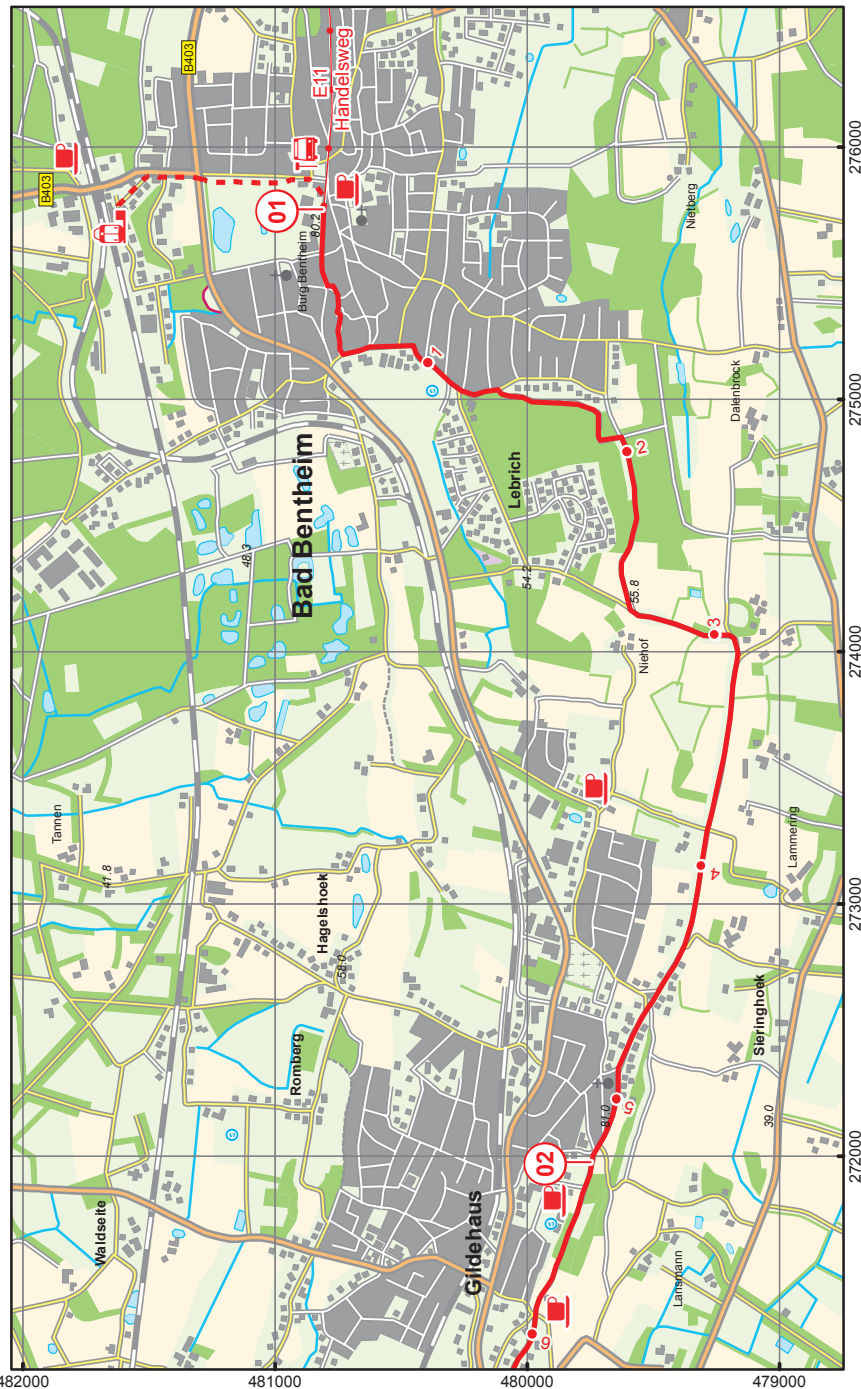 B403
B403
E11
Handelsweg
01
80.2
Burg Bentheim
1
Bad Bentheim
48.3
Lebrich
54.2
2
55.8
3
Niehof
Nietberg
Dalenbrock
Tannen
41.8
Hagelshoek
58.0
Romberg
4
Lammering
Sieringhoek
39.0
Waldseite
G
G
G
Gildehaus
02
81.0
5
6
Lansmann
482000
481000
480000
479000
276000
275000
274000
273000
272000